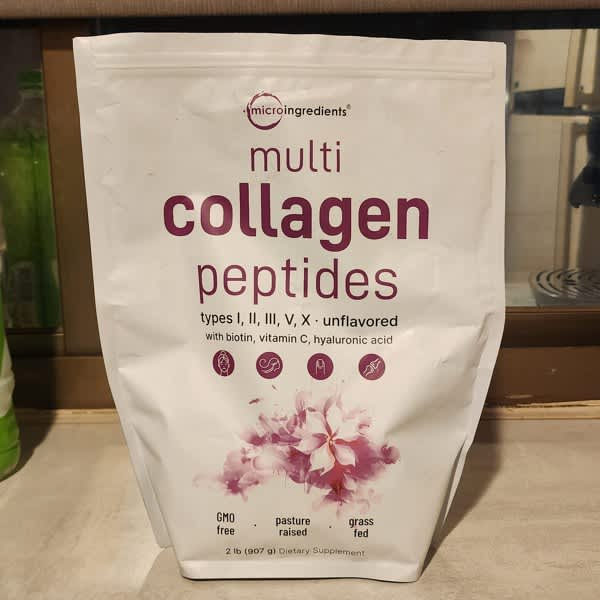 microingredients®
multi
collagen
peptides
types I, II, III, V, X · unflavored
with biotin, vitamin C, hyaluronic acid
GMO free · pasture raised · grass fed
2 lb (907 g) Dietary Supplement